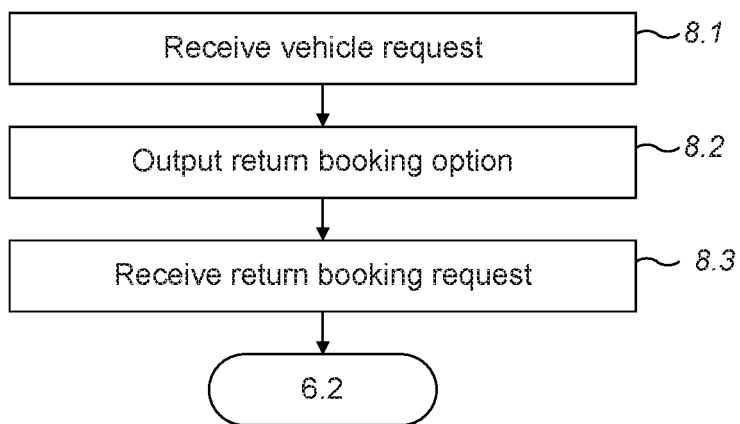 Receive vehicle request
8.1
Output return booking option
8.2
Receive return booking request
8.3
6.2